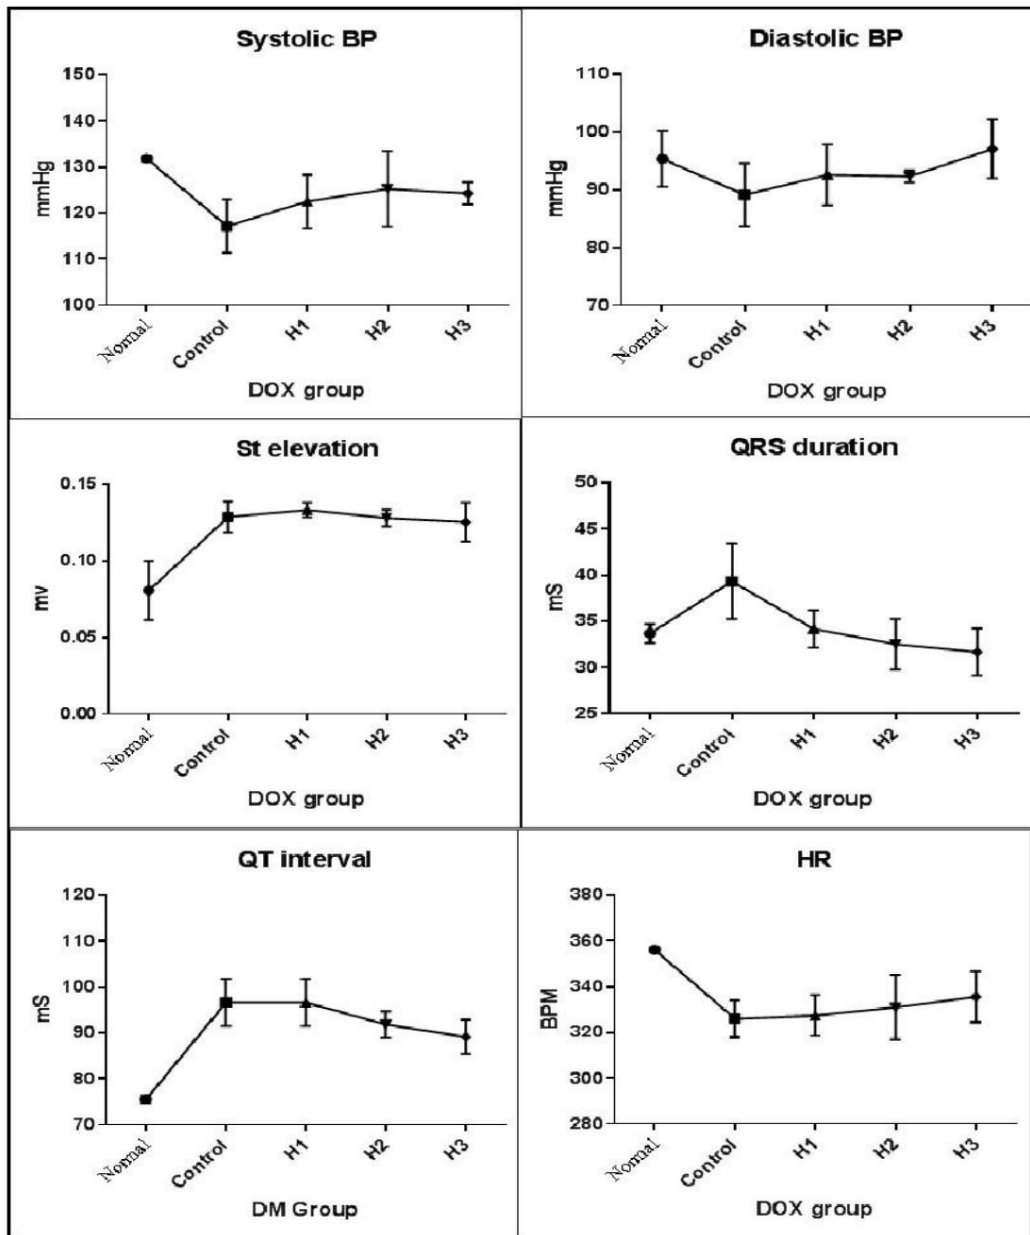 Systolic BP
150
140
130
120
110
100
mmHg
Normal
Control
H1
H2
H3
DOX group
Diastolic BP
110
100
90
80
70
mmHg
Normal
Control
H1
H2
H3
DOX group
St elevation
0.15
0.10
0.05
0.00
mv
Normal
Control
H1
H2
H3
DOX group
QRS duration
50
45
40
35
30
25
mS
Normal
Control
H1
H2
H3
DOX group
QT interval
120
110
100
90
80
70
mS
Normal
Control
H1
H2
H3
DM Group
HR
380
360
340
320
300
280
BPM
Normal
Control
H1
H2
H3
DOX group